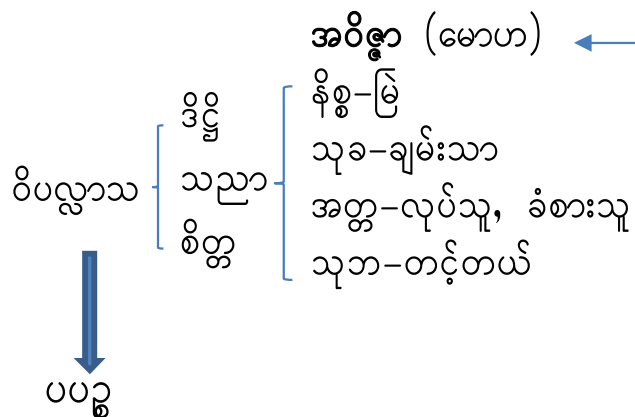 အဝိဇ္ဇာ (မောဟ)
နိစ္စ–မြဲ
ဒိဋ္ဌိ
သုခ–ချမ်းသာ
ဝိပလ္လာသ
သညာ
အတ္တ–လုပ်သူ, ခံစားသူ
စိတ္တ
သုဘ–တင့်တယ်
ပပဉ္စ